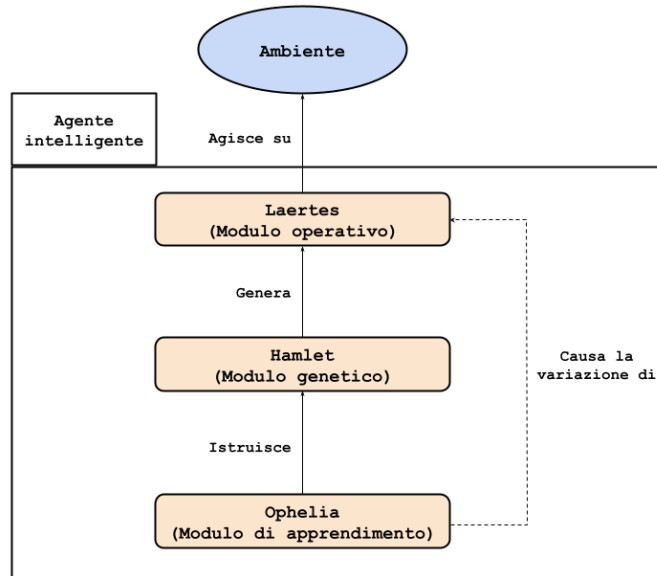 Ambiente
Agente
intelligente
Agisce su
Laertes
(Modulo operativo)
Genera
Hamlet
(Modulo genetico)
Causa la
variazione di
Istruisce
Ophelia
(Modulo di apprendimento)